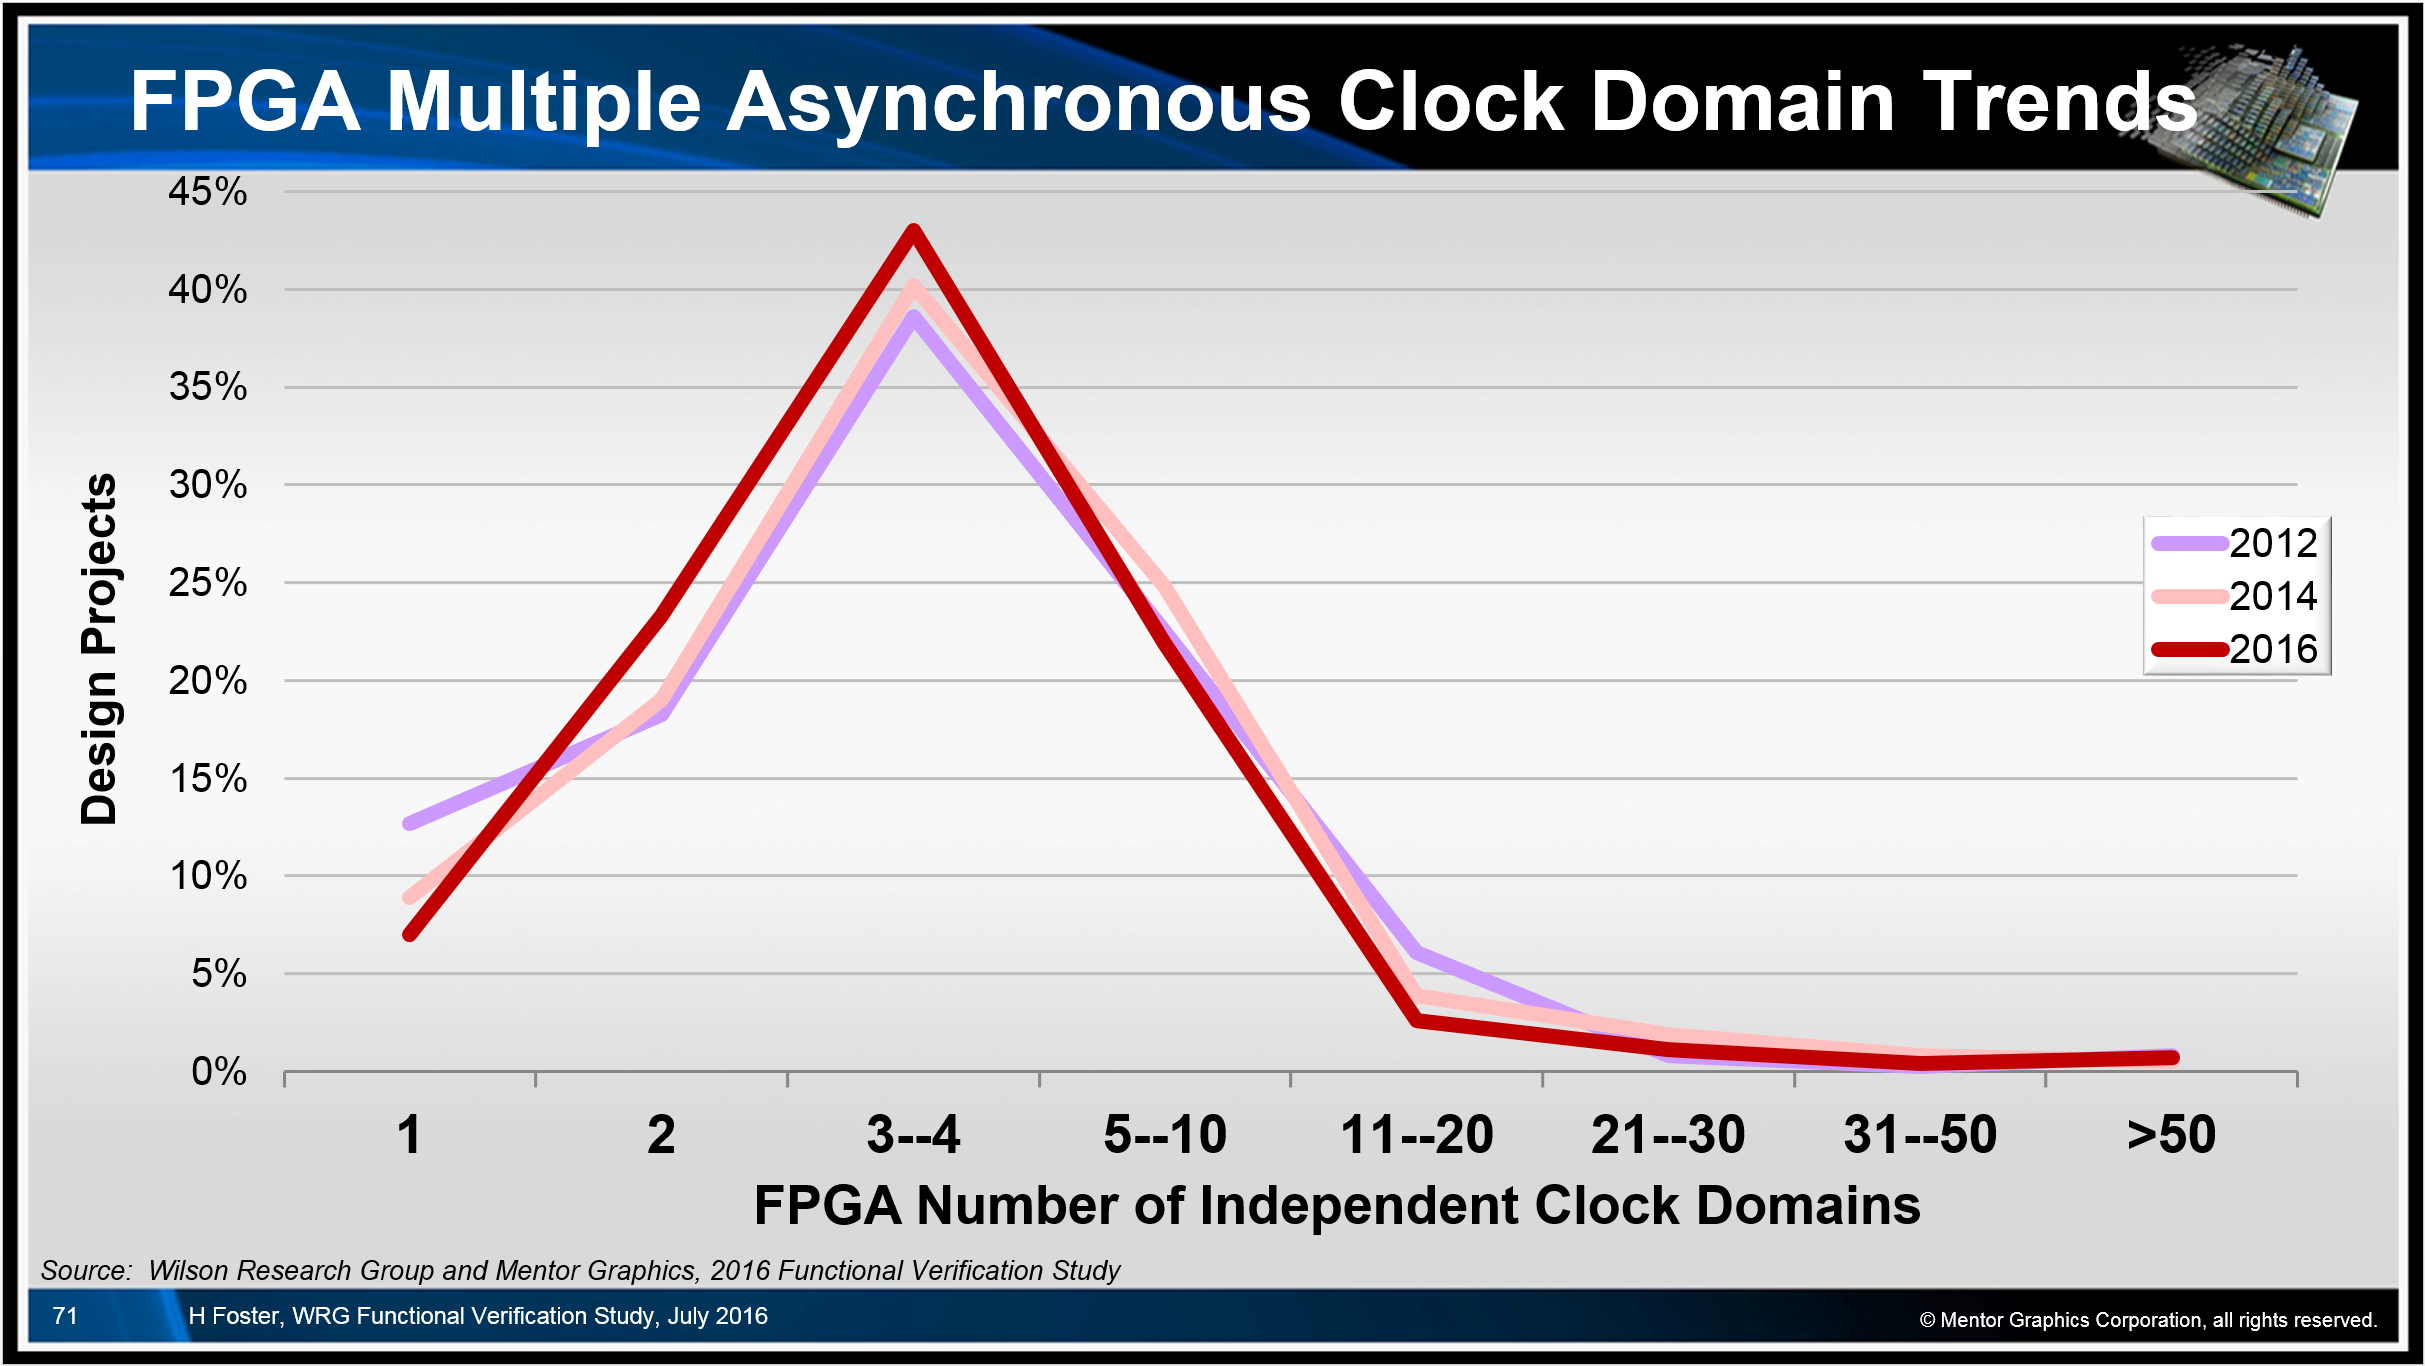 FPGA Multiple Asynchronous Clock Domain Trends
45%
40%
35%
30%
25%
20%
15%
10%
5%
0%
Design Projects
2012
2014
2016
1 2 3--4 5--10 11--20 21--30 31--50 >50
FPGA Number of Independent Clock Domains
Source: Wilson Research Group and Mentor Graphics, 2016 Functional Verification Study
71 H Foster, WRG Functional Verification Study, July 2016 © Mentor Graphics Corporation, all rights reserved.